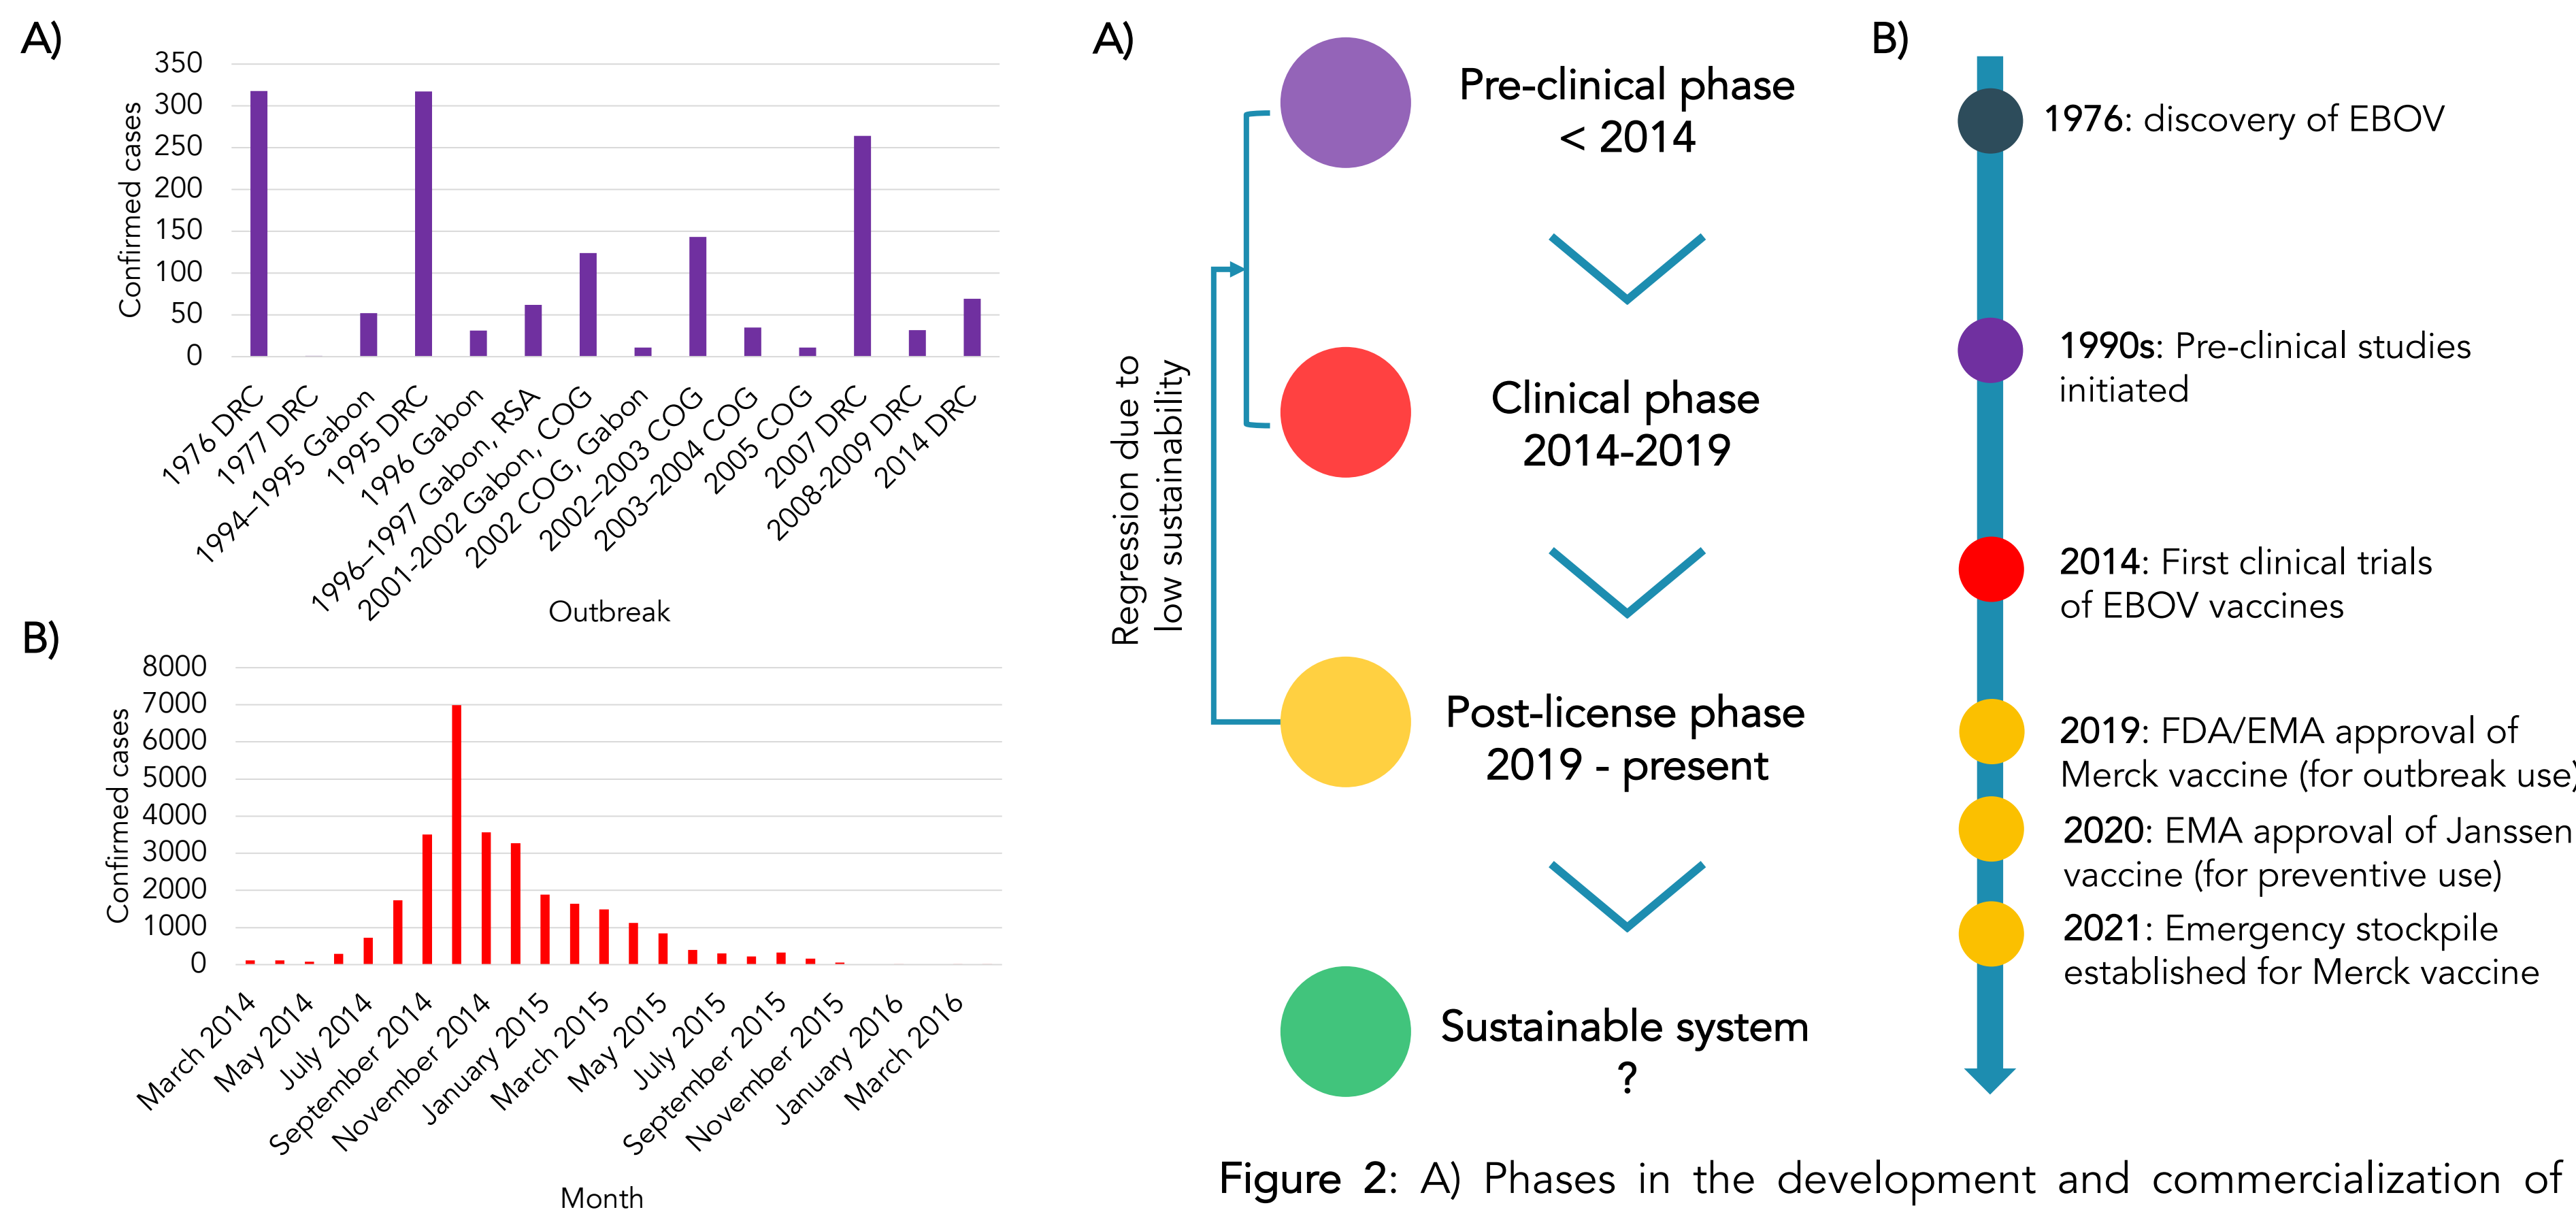 A)
350
300
250
200
150
100
50
0
Confirmed cases
1976 DRC
1977 DRC
1994–1995 Gabon
1995 DRC
1996 Gabon
1996–1997 Gabon, RSA
2001-2002 Gabon, COG
2002 COG, Gabon
2002–2003 COG
2003–2004 COG
2005 COG
2007 DRC
2008-2009 DRC
2014 DRC
Outbreak
B)
8000
7000
6000
5000
4000
3000
2000
1000
0
Confirmed cases
March 2014
May 2014
July 2014
September 2014
November 2014
January 2015
March 2015
May 2015
July 2015
September 2015
November 2015
January 2016
March 2016
Month
A)
Pre-clinical phase
< 2014
Clinical phase
2014-2019
Post-license phase
2019 - present
Sustainable system
?
Regression due to
low sustainability
B)
1976: discovery of EBOV
1990s: Pre-clinical studies
initiated
2014: First clinical trials
of EBOV vaccines
2019: FDA/EMA approval of
Merck vaccine (for outbreak use)
2020: EMA approval of Janssen
vaccine (for preventive use)
2021: Emergency stockpile
established for Merck vaccine
Figure 2: A) Phases in the development and commercialization of